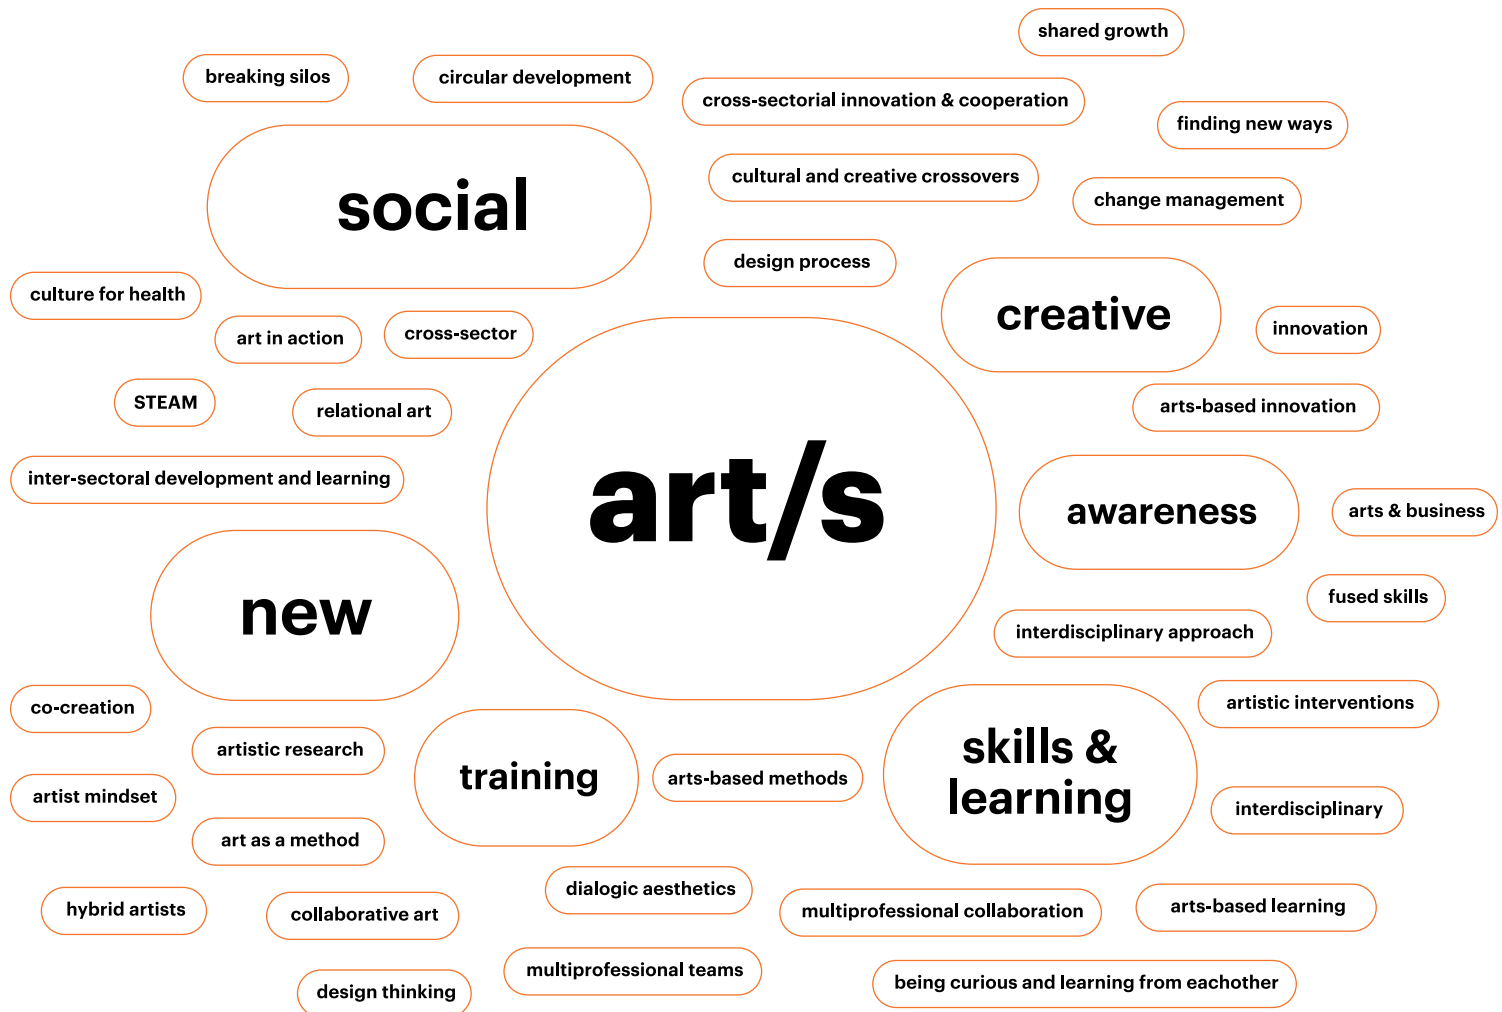 shared growth
breaking silos
circular development
cross-sectorial innovation & cooperation
finding new ways
social
cultural and creative crossovers
change management
design process
culture for health
creative
art in action
cross-sector
innovation
STEAM
relational art
arts-based innovation
inter-sectoral development and learning
art/s
awareness
arts & business
new
fused skills
interdisciplinary approach
co-creation
artistic interventions
artistic research
training
arts-based methods
skills &
learning
artist mindset
interdisciplinary
art as a method
dialogic aesthetics
hybrid artists
collaborative art
multiprofessional collaboration
arts-based learning
multiprofessional teams
design thinking
being curious and learning from eachother